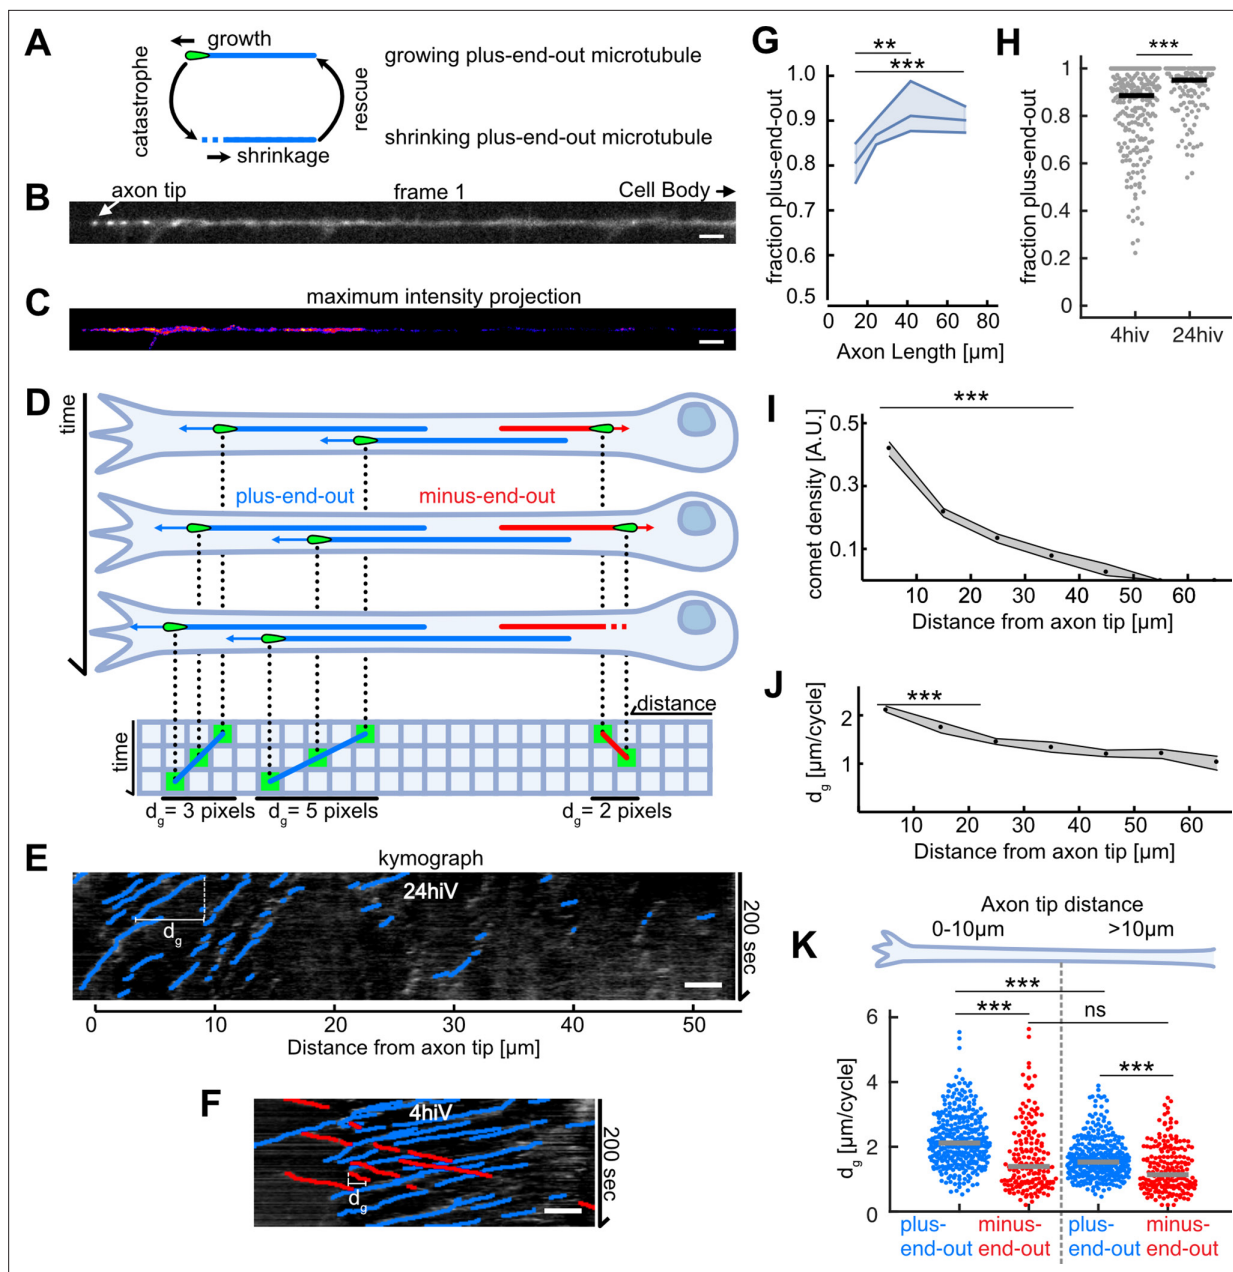 A
growth
growing plus-end-out microtubule
catastrophe
rescue
shrinking plus-end-out microtubule
shrinkage
B
axon tip
frame 1
Cell Body
C
maximum intensity projection
D
time
plus-end-out
minus-end-out
distance
time
d_g= 3 pixels
d_g= 5 pixels
d_g= 2 pixels
E
kymograph
24hiV
d_g
200 sec
0 10 20 30 40 50
Distance from axon tip [µm]
F
4hiV
d_g
200 sec
G
**
***
fraction plus-end-out
1.0
0.9
0.8
0.7
0.6
0.5
0 20 40 60 80
Axon Length [µm]
H
***
fraction plus-end-out
1
0.8
0.6
0.4
0.2
0
4hiv 24hiv
I
***
comet density [A.U.]
0.5
0.3
0.1
10 20 30 40 50 60
Distance from axon tip [µm]
J
***
d_g [µm/cycle]
2
1
10 20 30 40 50 60
Distance from axon tip [µm]
K
Axon tip distance
0-10µm >10µm
***
***
ns
***
d_g [µm/cycle]
6
4
2
0
plus- minus- plus- minus-
end-out end-out end-out end-out